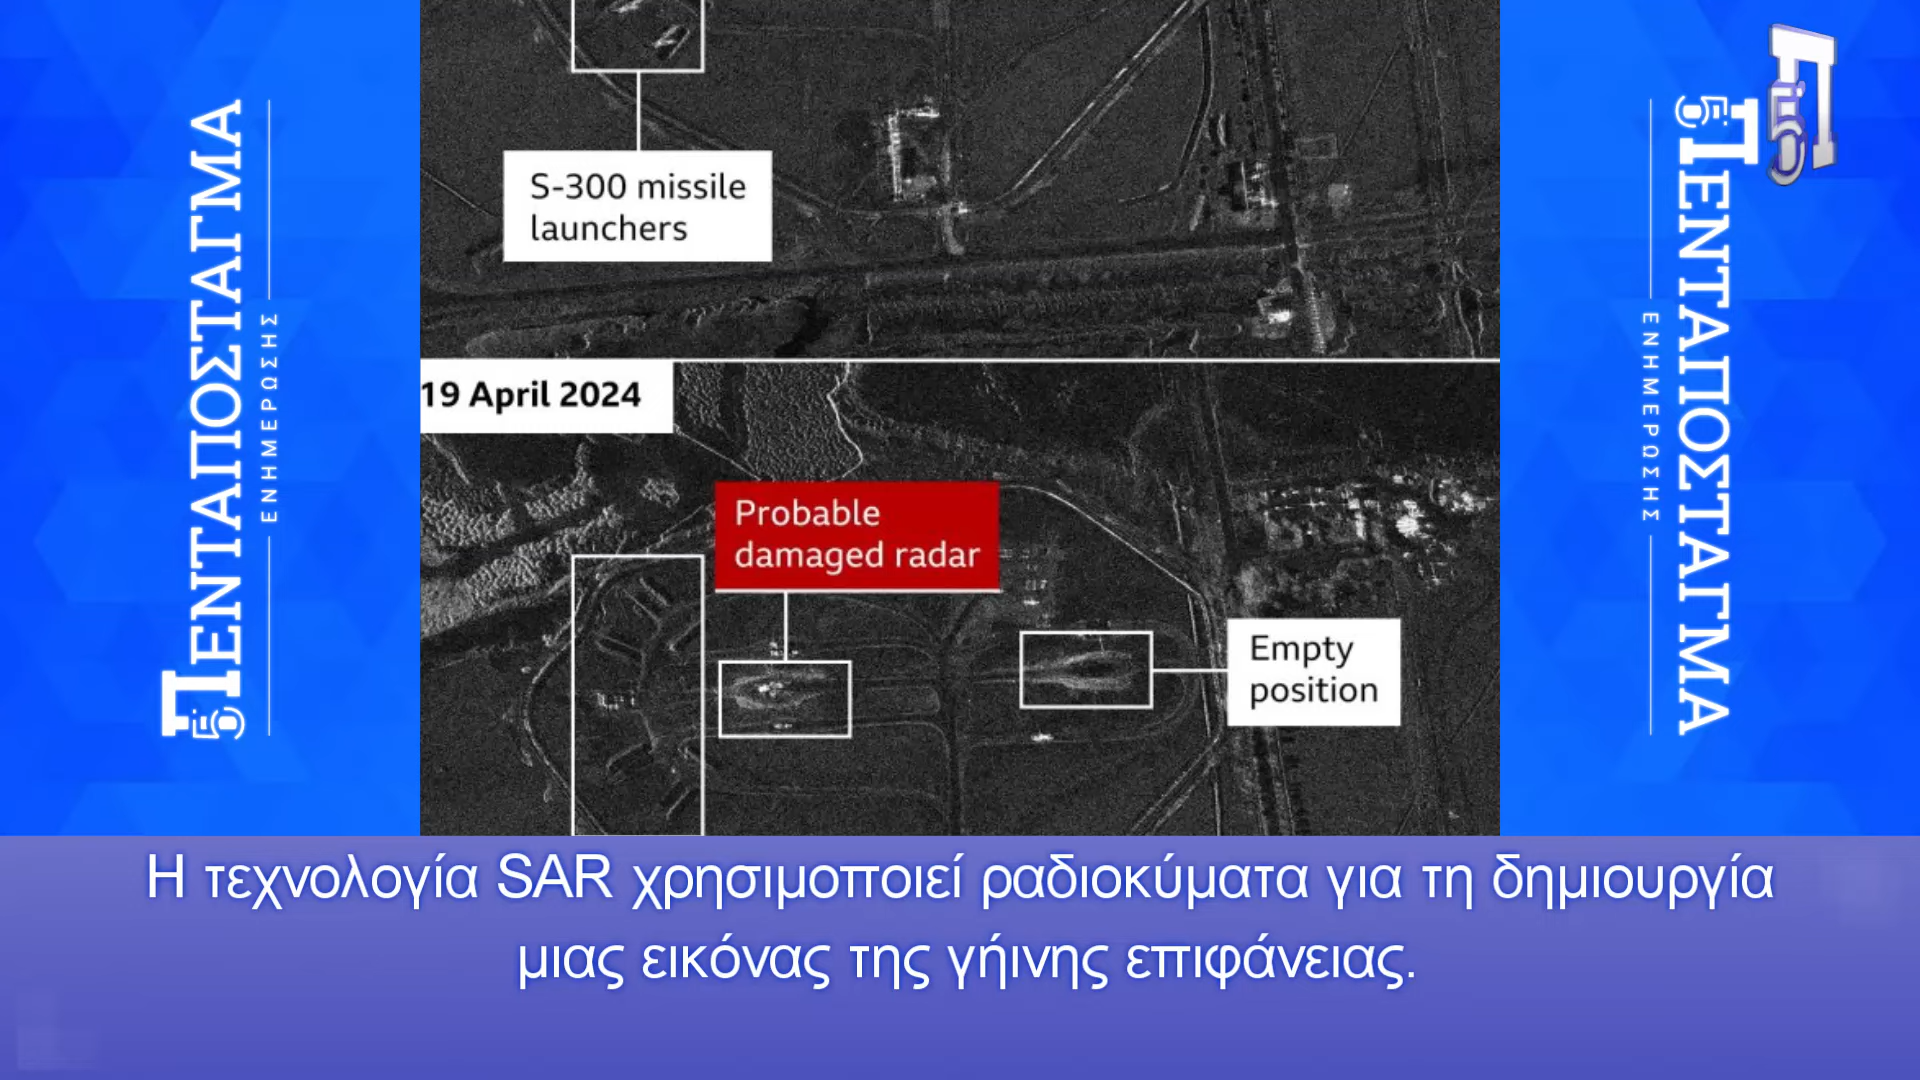 ΠΕΝΤΑΠΟΣΤΑΓΜΑ
ΕΝΗΜΕΡΩΣΗΣ
S-300 missile
launchers
19 April 2024
Probable
damaged radar
Empty
position
ΠΕΝΤΑΠΟΣΤΑΓΜΑ
ΕΝΗΜΕΡΩΣΗΣ
Η τεχνολογία SAR χρησιμοποιεί ραδιοκύματα για τη δημιουργία
μιας εικόνας της γήινης επιφάνειας.